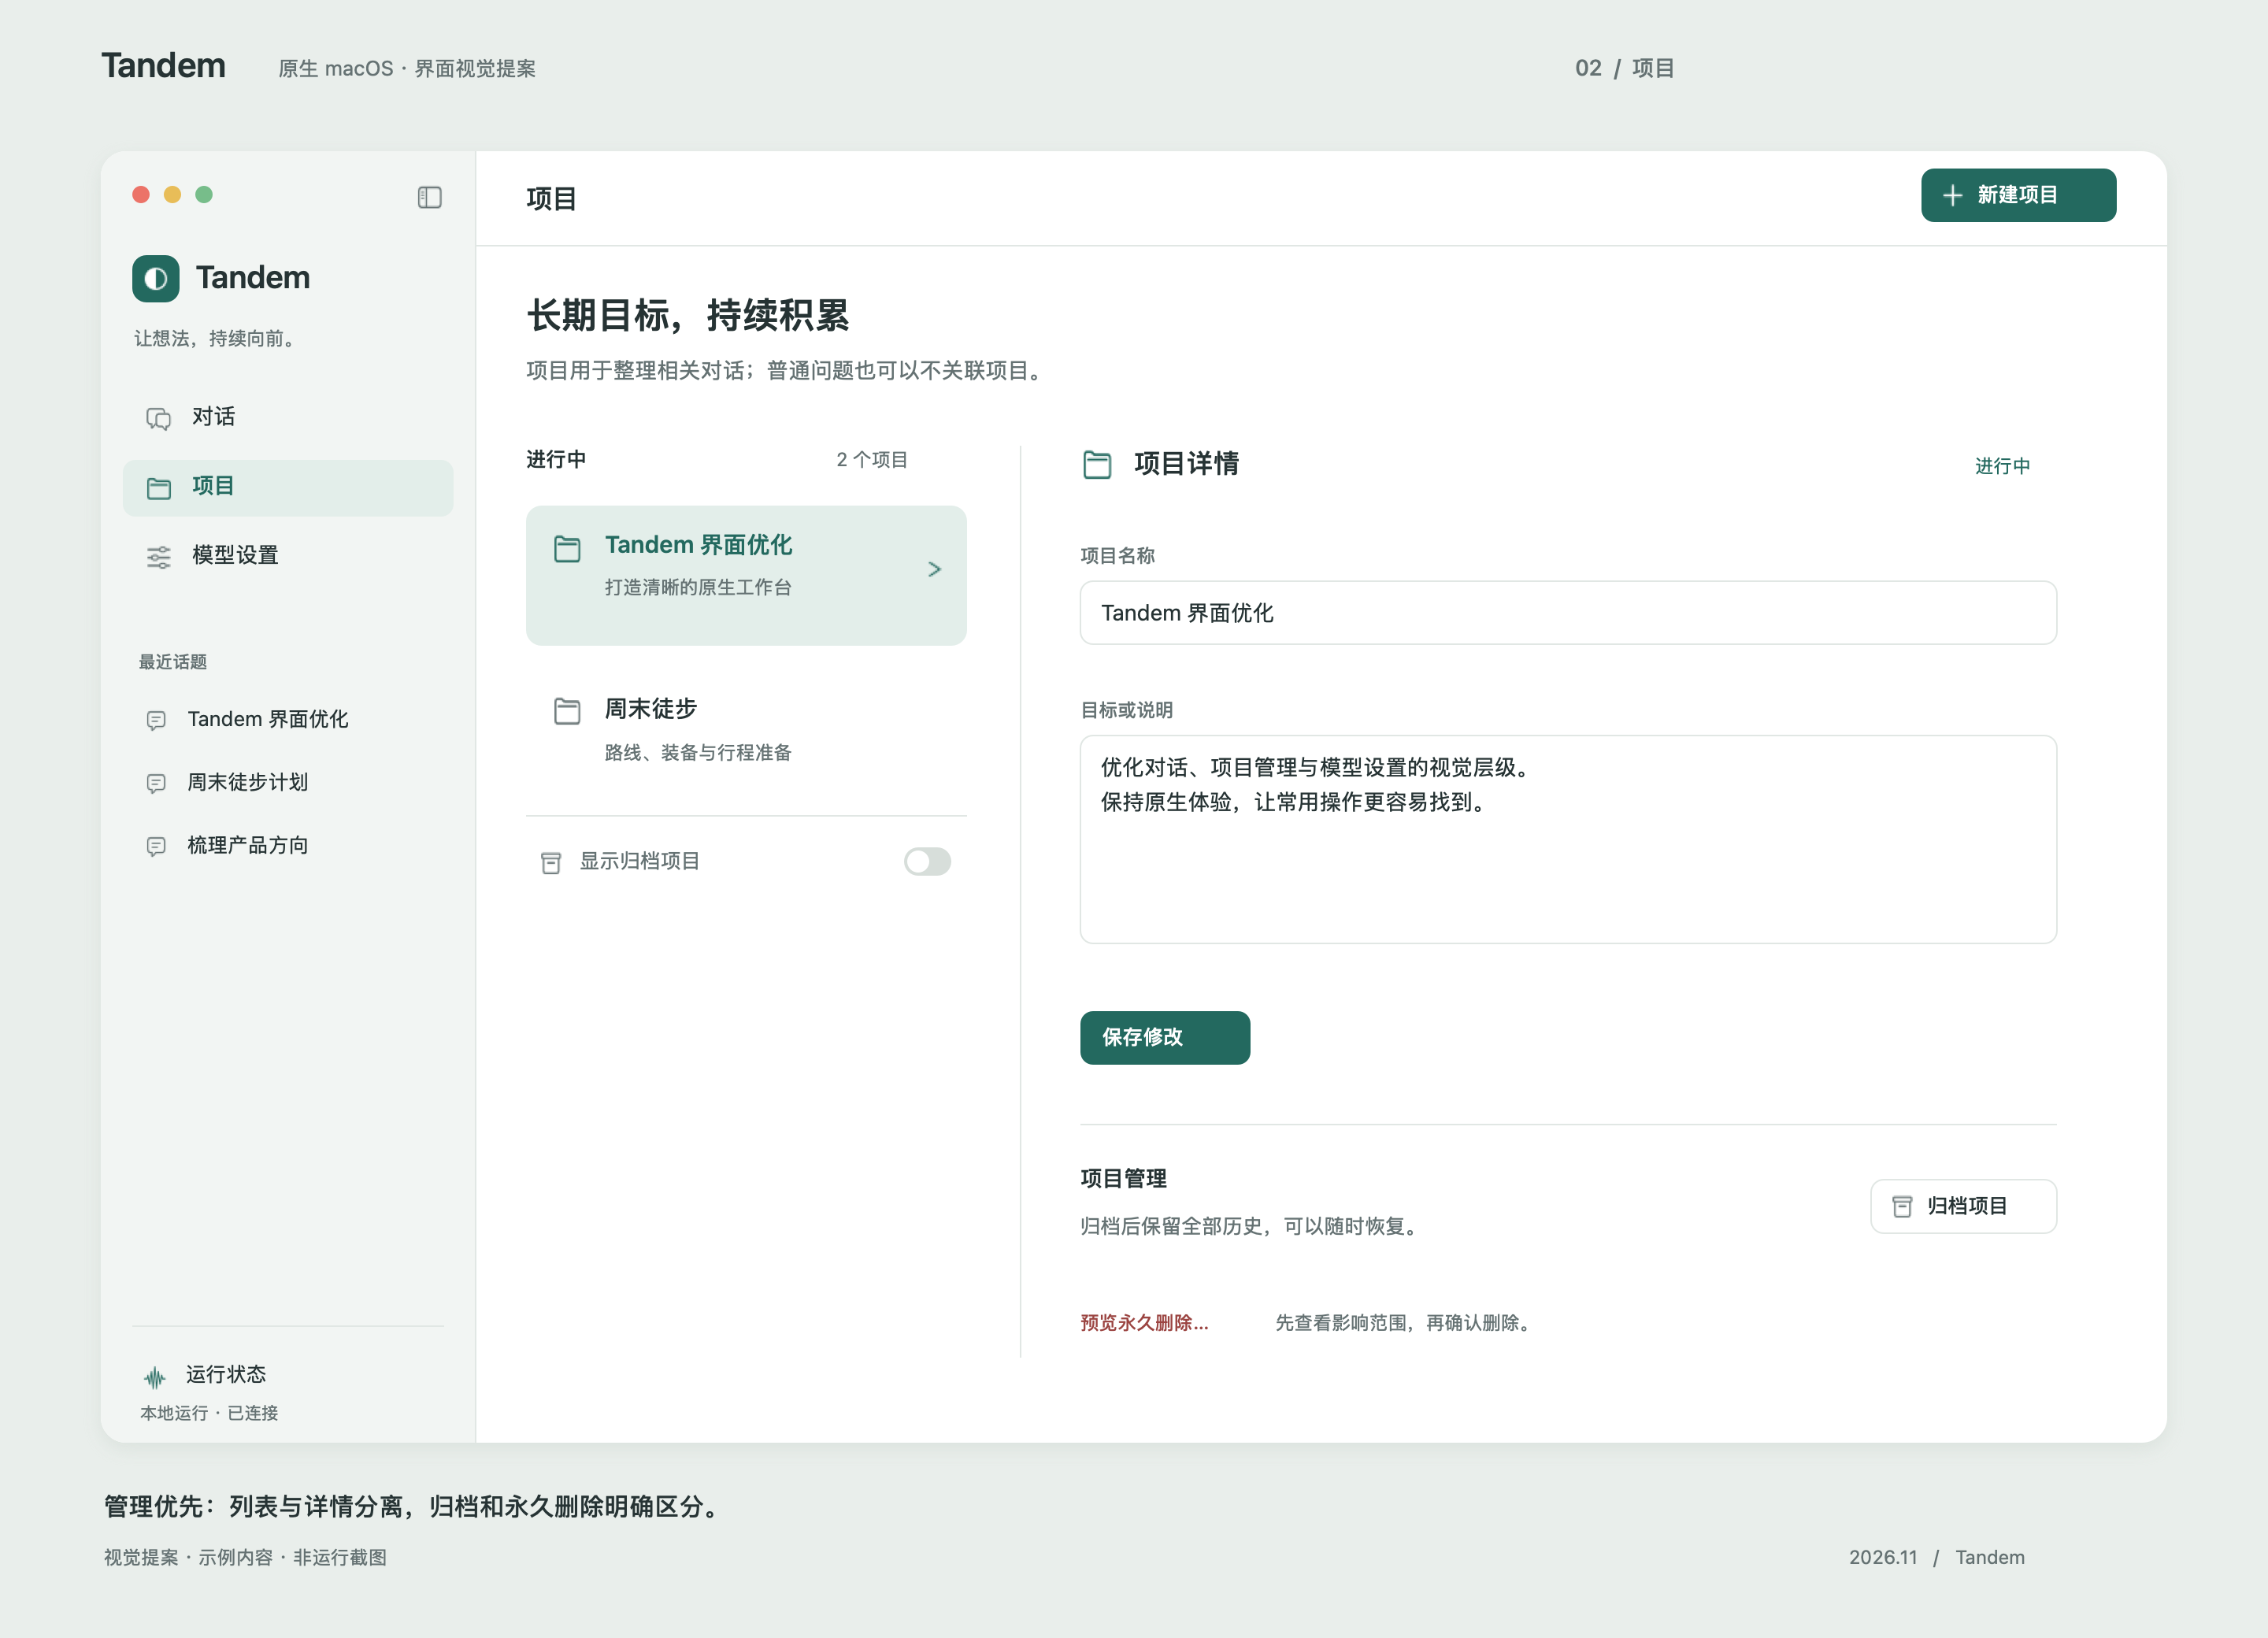 Tandem
原生 macOS · 界面视觉提案
02 / 项目
Tandem
让想法，持续向前。
对话
项目
模型设置
最近话题
Tandem 界面优化
周末徒步计划
梳理产品方向
运行状态
本地运行 · 已连接
项目
新建项目
长期目标，持续积累
项目用于整理相关对话；普通问题也可以不关联项目。
进行中
2 个项目
Tandem 界面优化
打造清晰的原生工作台
周末徒步
路线、装备与行程准备
显示归档项目
项目详情
进行中
项目名称
Tandem 界面优化
目标或说明
优化对话、项目管理与模型设置的视觉层级。
保持原生体验，让常用操作更容易找到。
保存修改
项目管理
归档后保留全部历史，可以随时恢复。
归档项目
预览永久删除...
先查看影响范围，再确认删除。
管理优先：列表与详情分离，归档和永久删除明确区分。
视觉提案 · 示例内容 · 非运行截图
2026.11 / Tandem